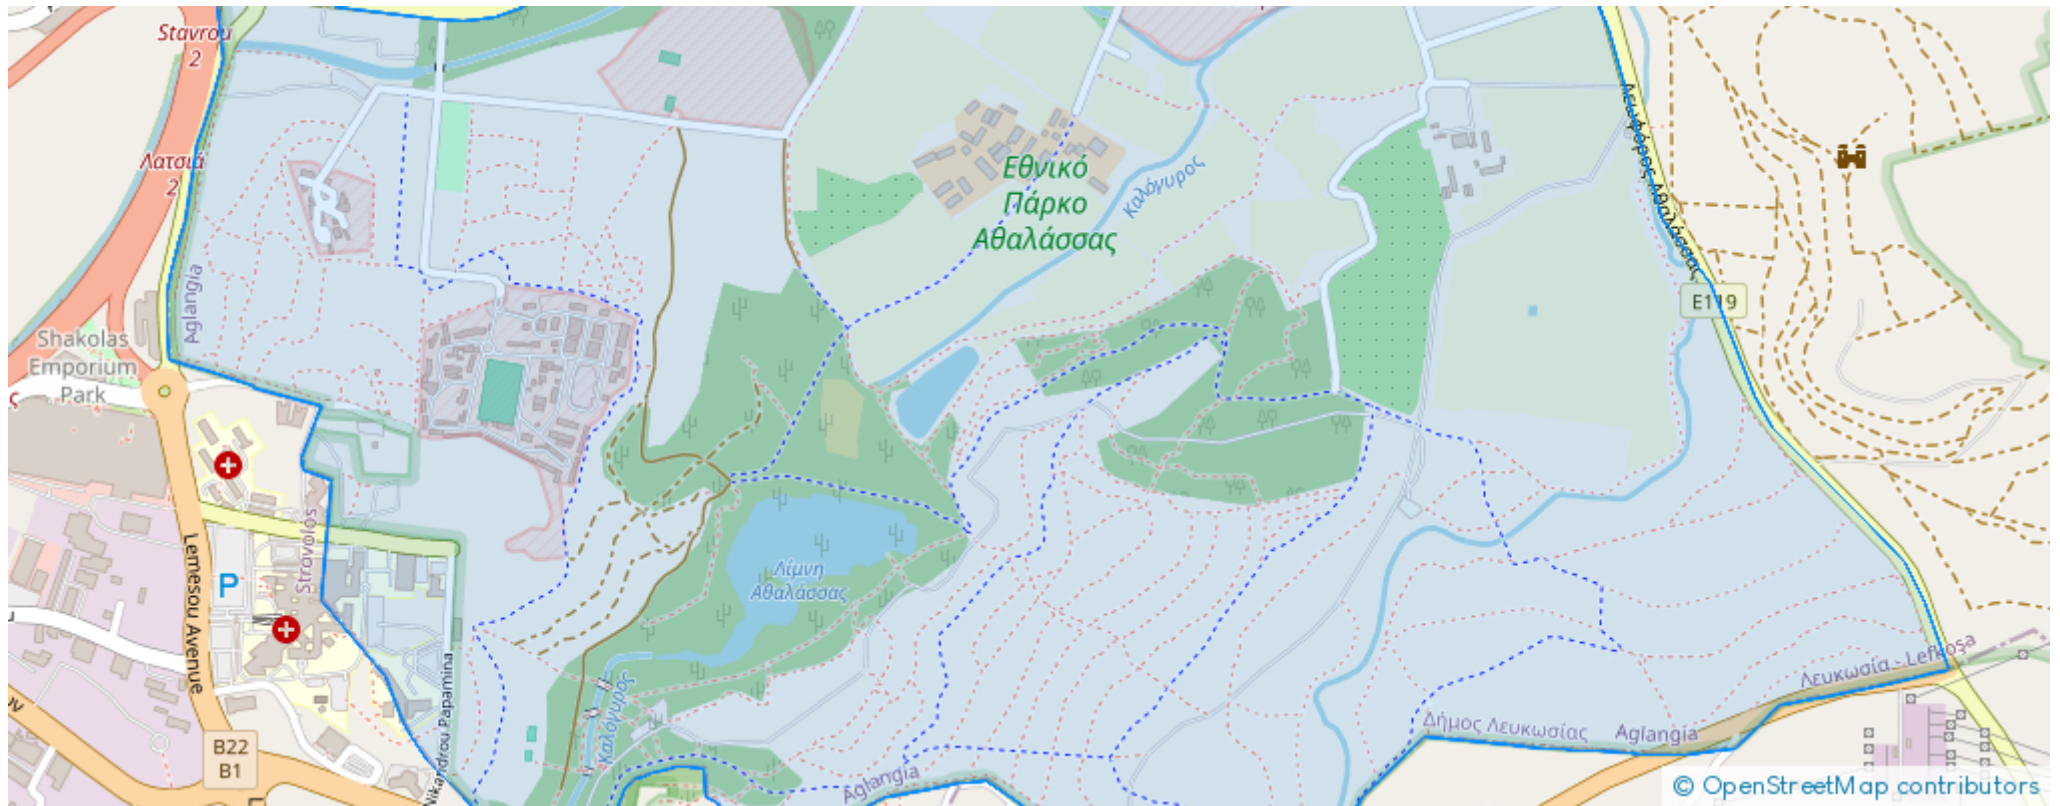 Stavrou
2
Λατσιά
2
Aglangia
Shakolas
Emporium
Park
ς
Εθνικό
Πάρκο
Αθαλάσσας
Καλόγυρος
Λεωφόρος Αθαλάσσας
E119
Strovolos
P
Lemesou Avenue
Nikandrou Papamina
B22
B1
Λίμνη
Αθαλάσσας
Καλόγυρος
Aglangia
Δήμος Λευκωσίας Aglangia
Λευκωσία - Lefkoşa
© OpenStreetMap contributors